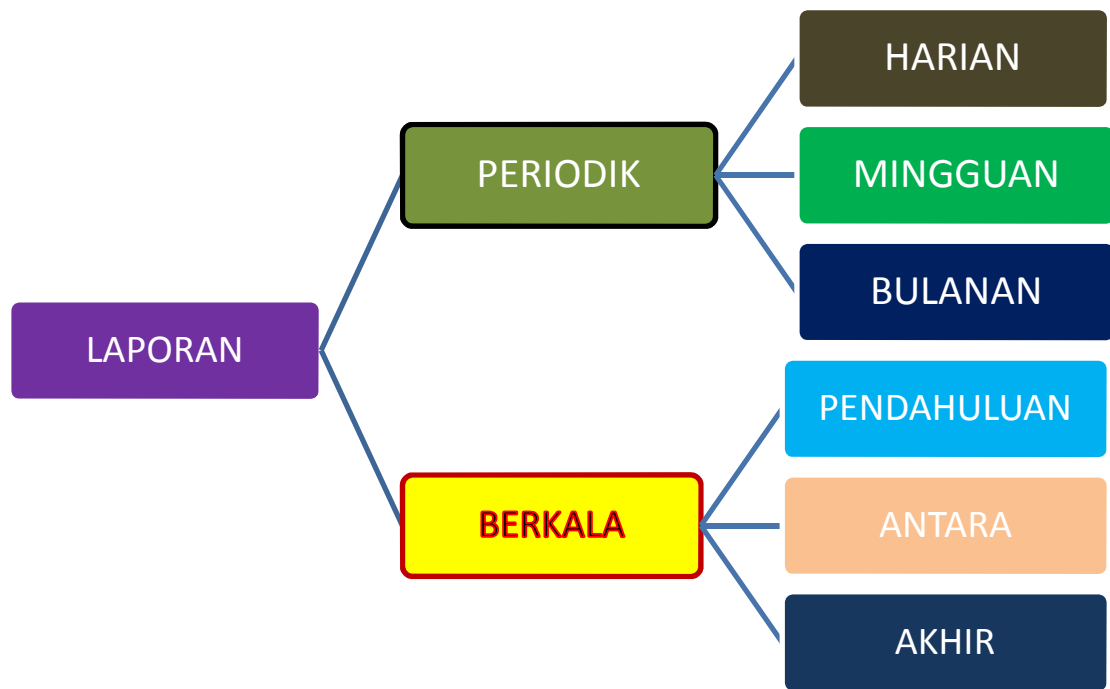 LAPORAN
PERIODIK
HARIAN
MINGGUAN
BULANAN
BERKALA
PENDAHULUAN
ANTARA
AKHIR